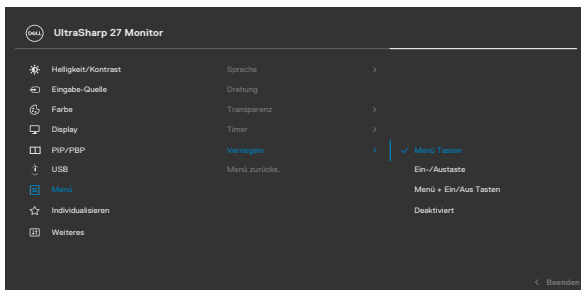 DELL
UltraSharp 27 Monitor
Helligkeit/Kontrast
Eingabe-Quelle
Farbe
Display
PIP/PBP
USB
Menü
Individualisieren
Weiteres
Sprache
Drehung
Transparenz
Timer
Verriegeln
Menü zurücks.
Menü Tasten
Ein-/Austaste
Menü + Ein/Aus Tasten
Deaktiviert
Beenden